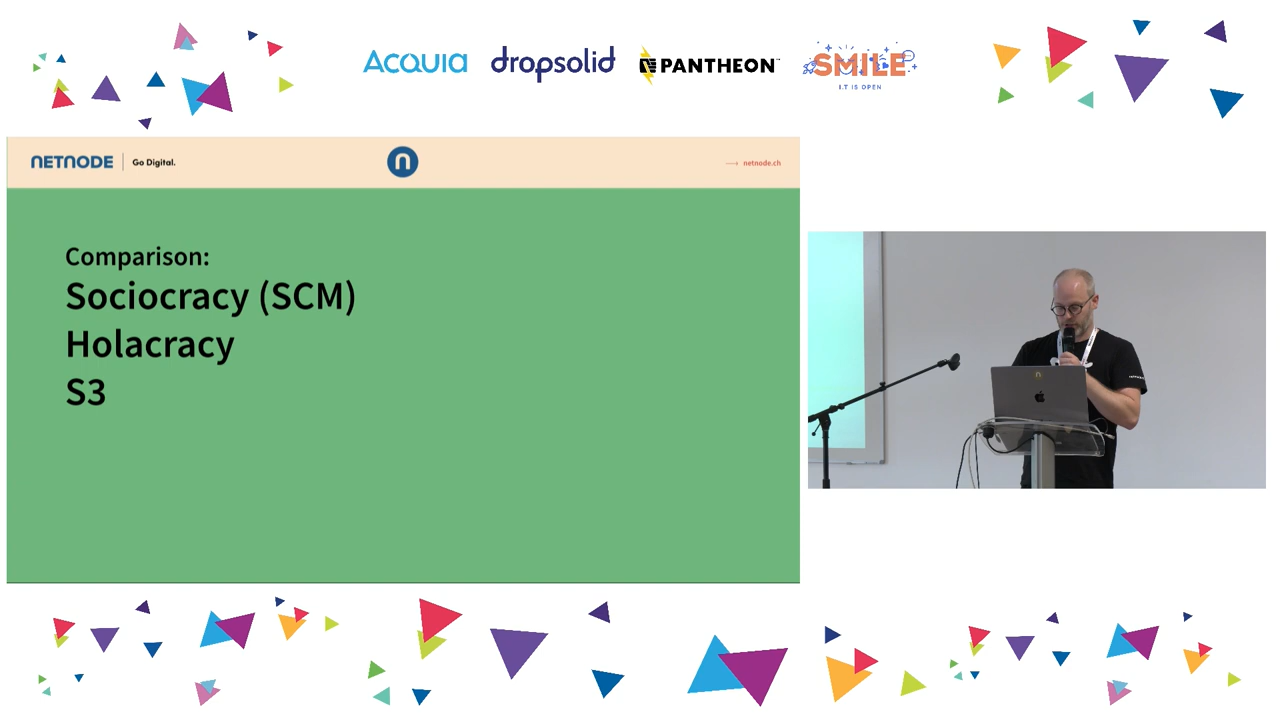 ACQUIA dropsolid PANTHEON SMILE
I.T IS OPEN
NETNODE Go Digital. n netnode.ch
Comparison:
Sociocracy (SCM)
Holacracy
S3